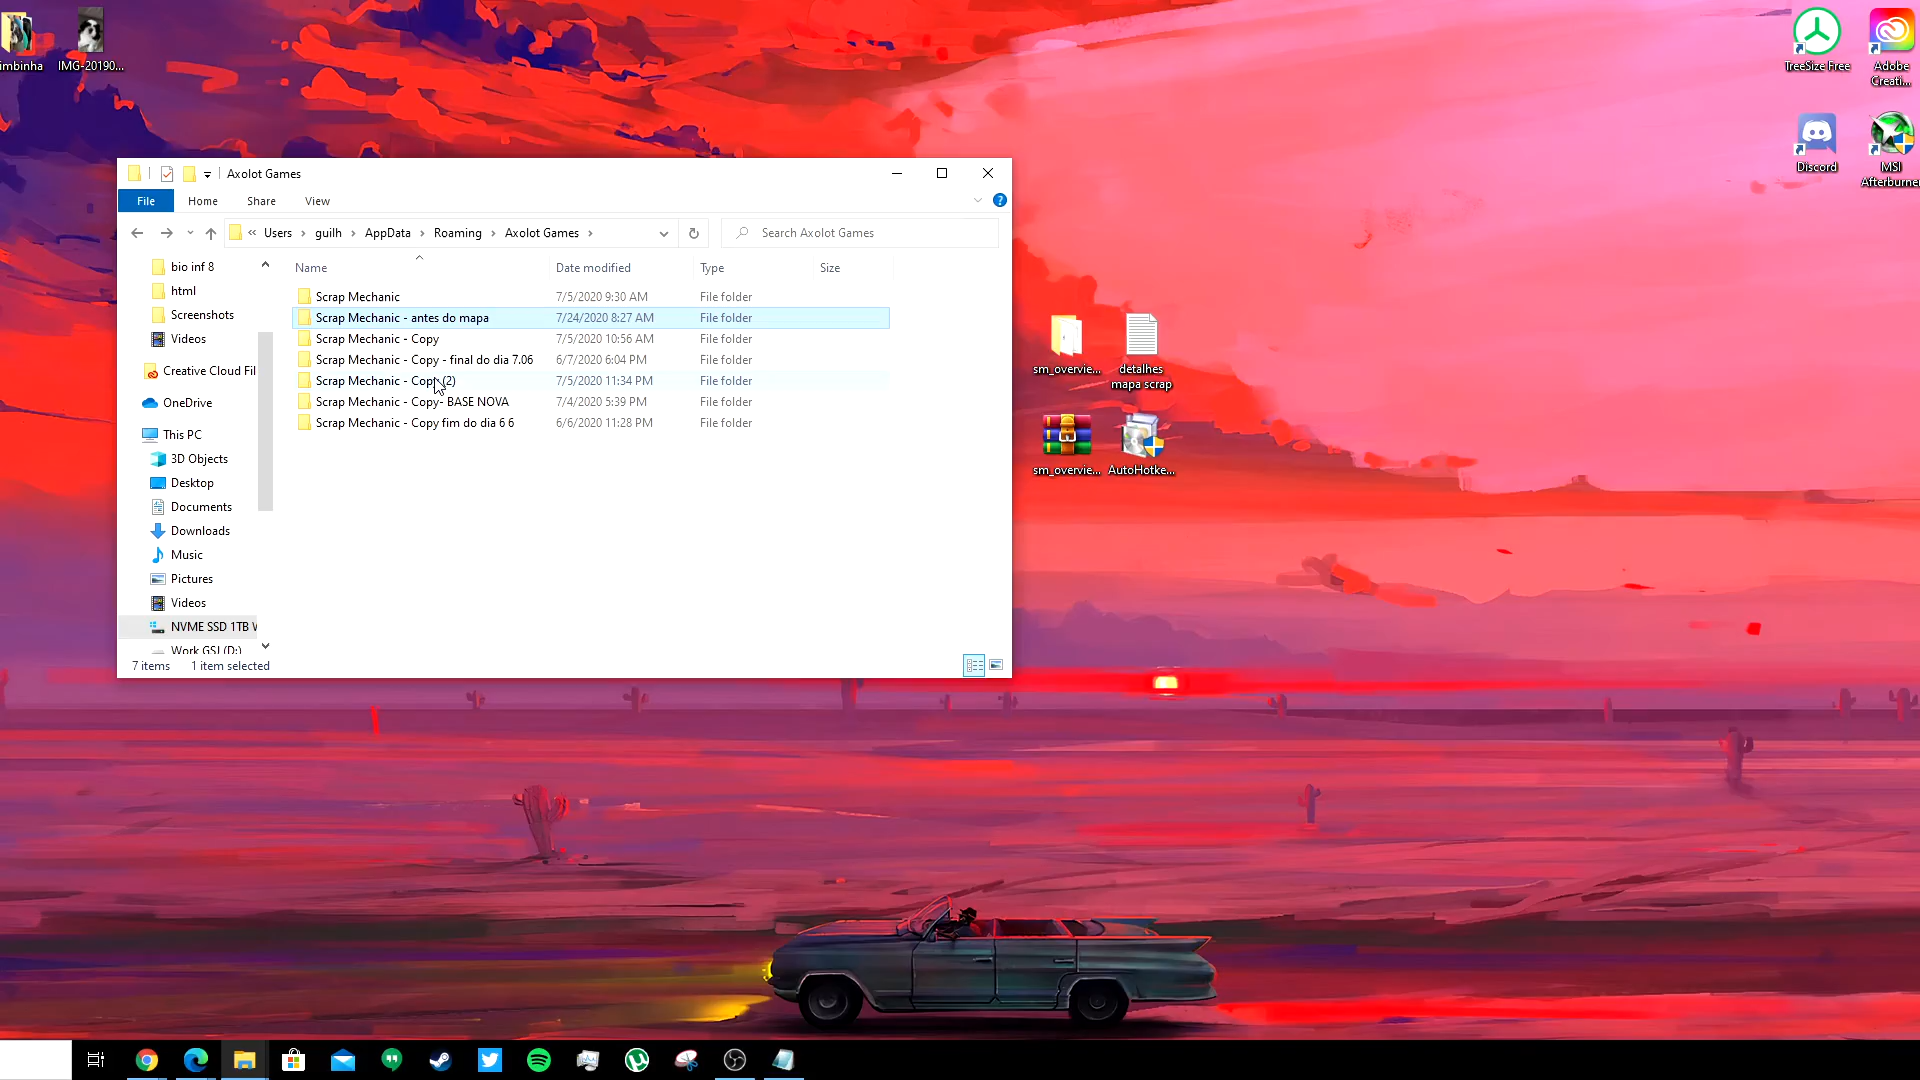 imbinha
IMG-20190...
TreeSize Free
Adobe
Creati...
Discord
MSI
Afterburner
Axolot Games
File
Home
Share
View
«
Users
guilh
AppData
Roaming
Axolot Games
Search Axolot Games
bio inf 8
html
Screenshots
Videos
Creative Cloud Fil
OneDrive
This PC
3D Objects
Desktop
Documents
Downloads
Music
Pictures
Videos
NVME SSD 1TB W
Work GSI (D:)
Name Date modified Type Size
Scrap Mechanic 7/5/2020 9:30 AM File folder
Scrap Mechanic - antes do mapa 7/24/2020 8:27 AM File folder
Scrap Mechanic - Copy 7/5/2020 10:56 AM File folder
Scrap Mechanic - Copy - final do dia 7.06 6/7/2020 6:04 PM File folder
Scrap Mechanic - Copy (2) 7/5/2020 11:34 PM File folder
Scrap Mechanic - Copy- BASE NOVA 7/4/2020 5:39 PM File folder
Scrap Mechanic - Copy fim do dia 6 6 6/6/2020 11:28 PM File folder
7 items 1 item selected
sm_overvie...
detalhes
mapa scrap
sm_overvie...
AutoHotke...